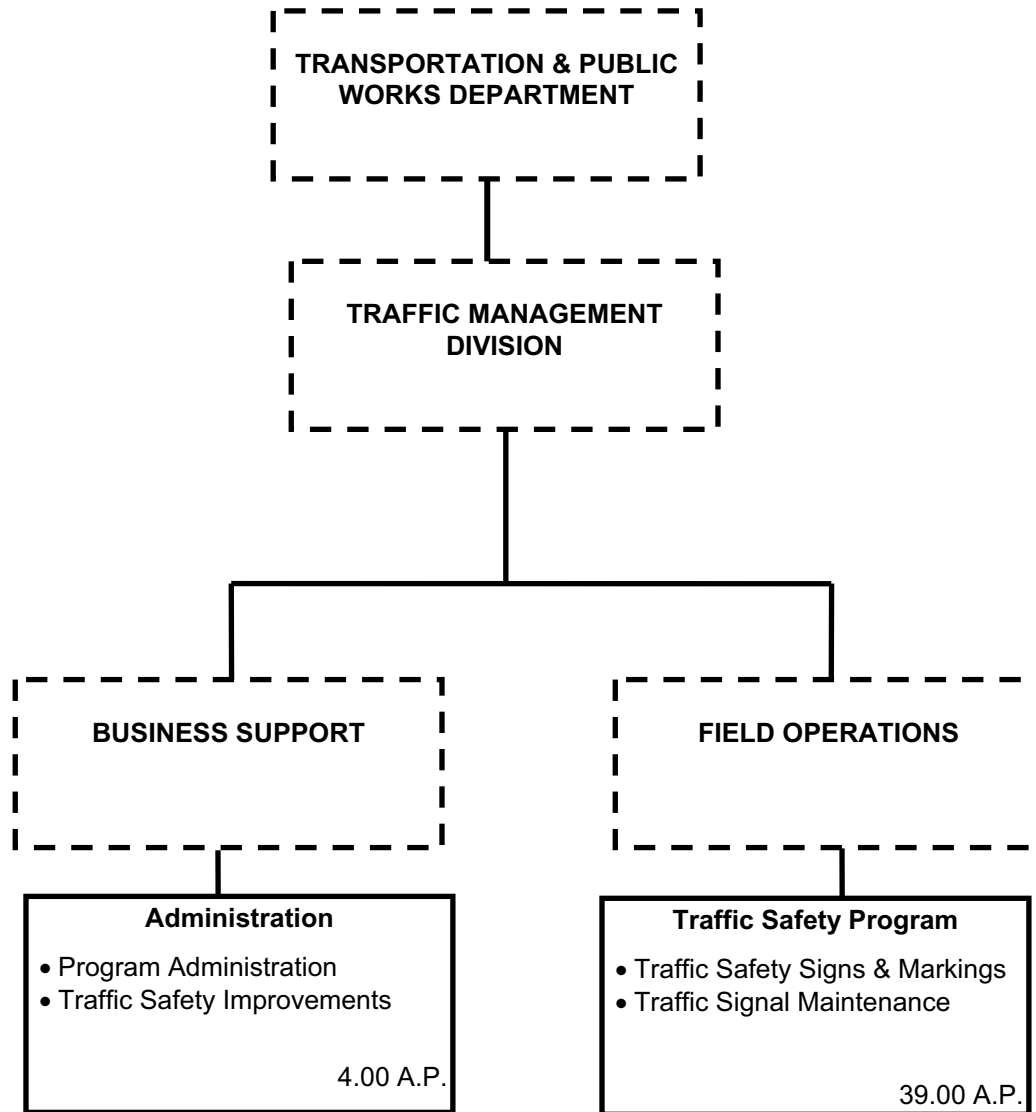 TRANSPORTATION & PUBLIC
WORKS DEPARTMENT
TRAFFIC MANAGEMENT
DIVISION
BUSINESS SUPPORT
FIELD OPERATIONS
Administration
• Program Administration
• Traffic Safety Improvements
4.00 A.P.
Traffic Safety Program
• Traffic Safety Signs & Markings
• Traffic Signal Maintenance
39.00 A.P.